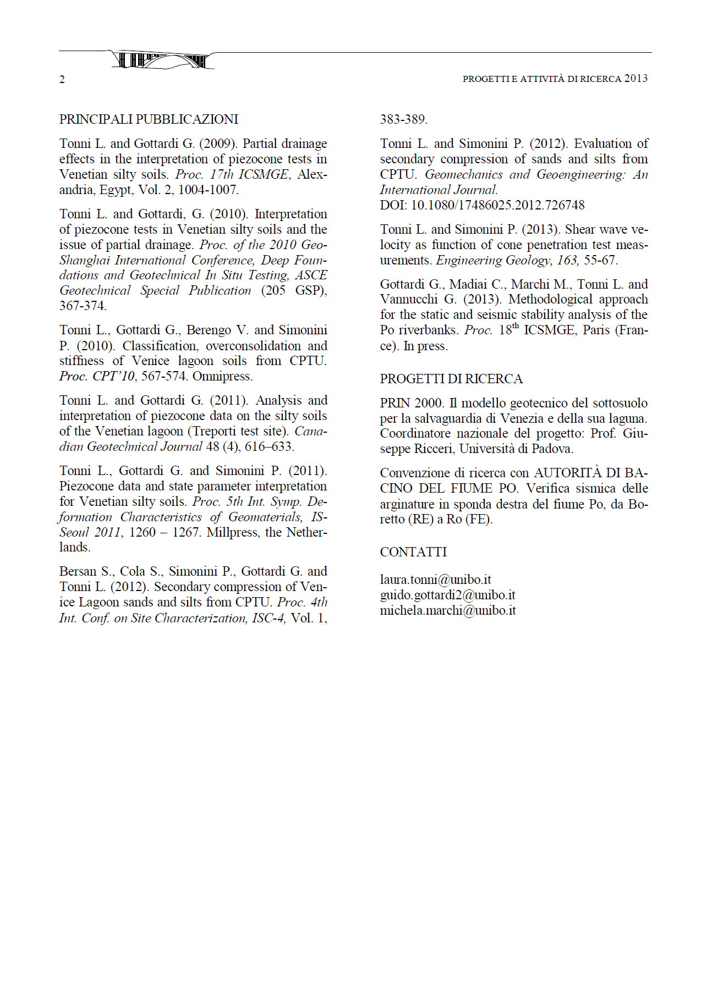 2
PROGETTI E ATTIVITÀ DI RICERCA 2013
PRINCIPALI PUBBLICAZIONI
Tonni L. and Gottardi G. (2009). Partial drainage
effects in the interpretation of piezocone tests in
Venetian silty soils. Proc. 17th ICSMGE, Alex-
andria, Egypt, Vol. 2, 1004-1007.
Tonni L. and Gottardi, G. (2010). Interpretation
of piezocone tests in Venetian silty soils and the
issue of partial drainage. Proc. of the 2010 Geo-
Shanghai International Conference, Deep Foun-
dations and Geotechnical In Situ Testing, ASCE
Geotechnical Special Publication (205 GSP),
367-374.
Tonni L., Gottardi G., Berengo V. and Simonini
P. (2010). Classification, overconsolidation and
stiffness of Venice lagoon soils from CPTU.
Proc. CPT’10, 567-574. Omnipress.
Tonni L. and Gottardi G. (2011). Analysis and
interpretation of piezocone data on the silty soils
of the Venetian lagoon (Treporti test site). Cana-
dian Geotechnical Journal 48 (4), 616–633.
Tonni L., Gottardi G. and Simonini P. (2011).
Piezocone data and state parameter interpretation
for Venetian silty soils. Proc. 5th Int. Symp. De-
formation Characteristics of Geomaterials, IS-
Seoul 2011, 1260 – 1267. Millpress, the Nether-
lands.
Bersan S., Cola S., Simonini P., Gottardi G. and
Tonni L. (2012). Secondary compression of Ven-
ice Lagoon sands and silts from CPTU. Proc. 4th
Int. Conf. on Site Characterization, ISC-4, Vol. 1,
383-389.
Tonni L. and Simonini P. (2012). Evaluation of
secondary compression of sands and silts from
CPTU. Geomechanics and Geoengineering: An
International Journal.
DOI: 10.1080/17486025.2012.726748
Tonni L. and Simonini P. (2013). Shear wave ve-
locity as function of cone penetration test meas-
urements. Engineering Geology, 163, 55-67.
Gottardi G., Madiai C., Marchi M., Tonni L. and
Vannucchi G. (2013). Methodological approach
for the static and seismic stability analysis of the
Po riverbanks. Proc. 18th ICSMGE, Paris (Fran-
ce). In press.
PROGETTI DI RICERCA
PRIN 2000. Il modello geotecnico del sottosuolo
per la salvaguardia di Venezia e della sua laguna.
Coordinatore nazionale del progetto: Prof. Giu-
seppe Ricceri, Università di Padova.
Convenzione di ricerca con AUTORITÀ DI BA-
CINO DEL FIUME PO. Verifica sismica delle
arginature in sponda destra del fiume Po, da Bo-
retto (RE) a Ro (FE).
CONTATTI
laura.tonni@unibo.it
guido.gottardi2@unibo.it
michela.marchi@unibo.it